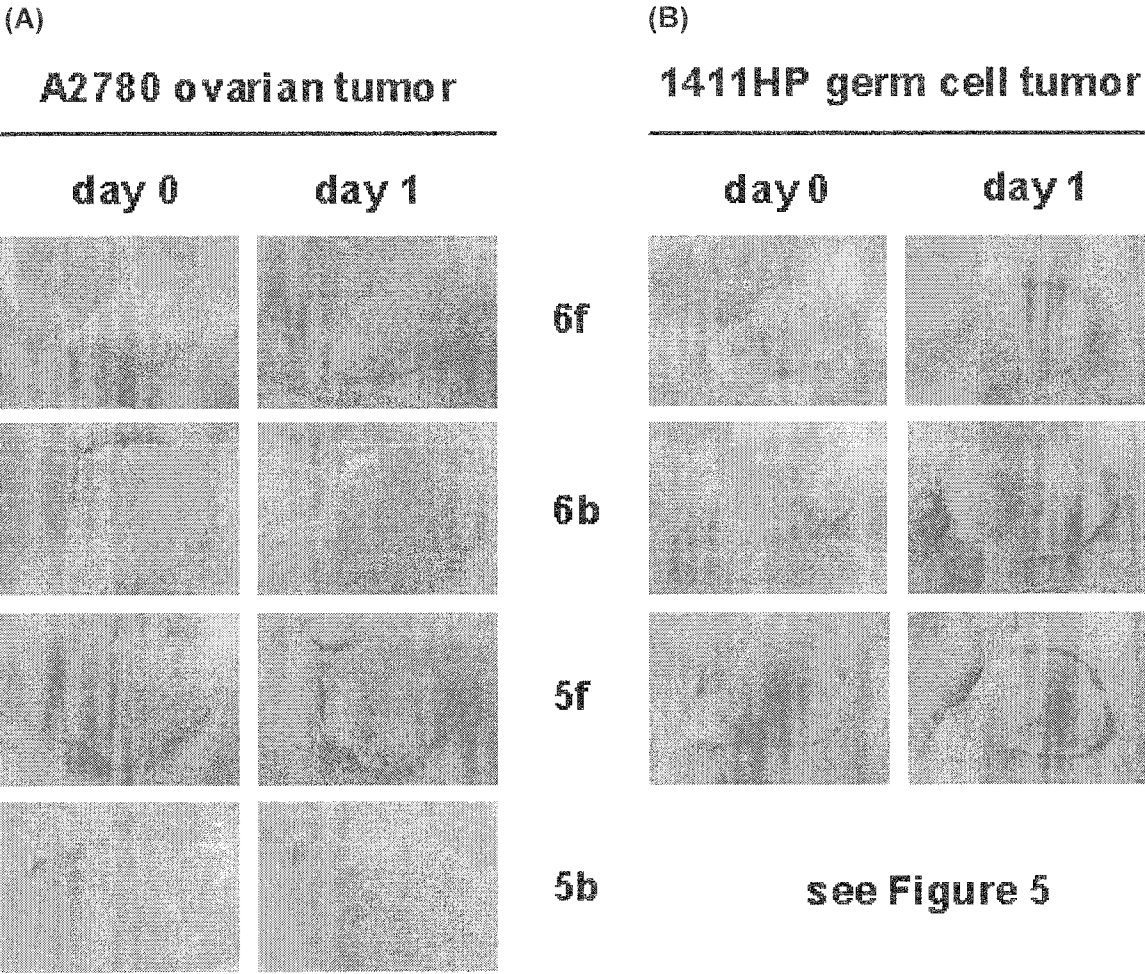 (A)
A2780 ovarian tumor
day 0 day 1
(B)
1411HP germ cell tumor
day 0 day 1
6f
6b
5f
5b
see Figure 5